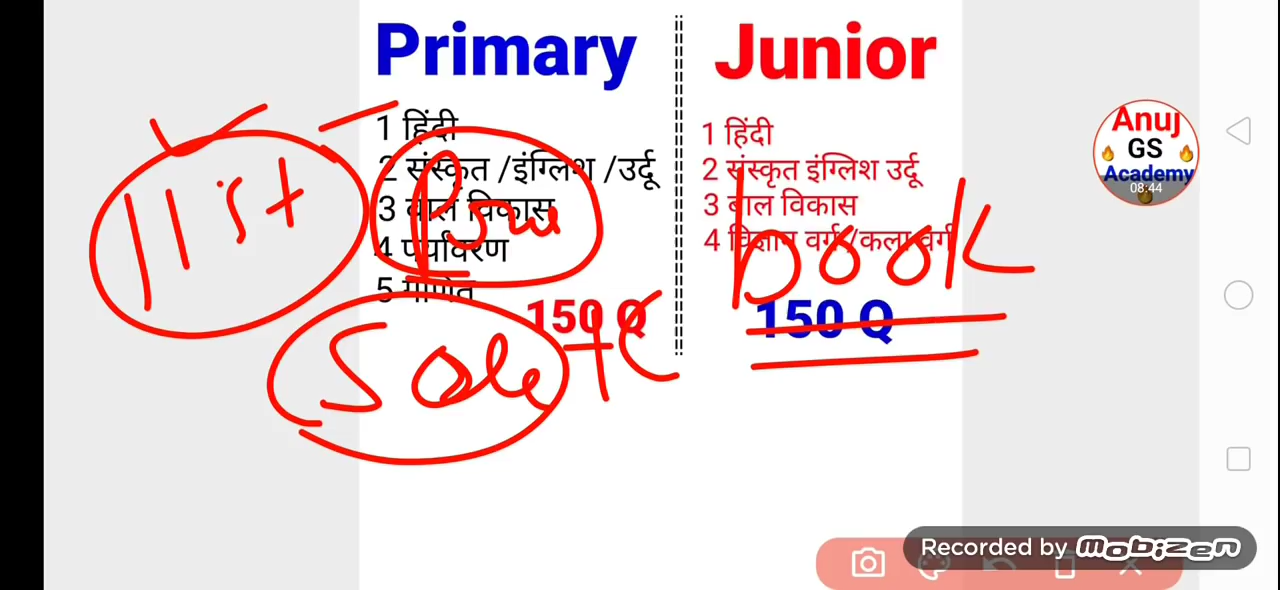 Primary
1 हिंदी
2 संस्कृत /इंग्लिश /उर्दू
3 बाल विकास
4 पर्यावरण
5 गणित
150 Q
Junior
1 हिंदी
2 संस्कृत इंग्लिश उर्दू
3 बाल विकास
4 विज्ञान वर्ग/कला वर्ग
150 Q
list
book
Anuj
GS
Academy
08:44
Recorded by Mobizen